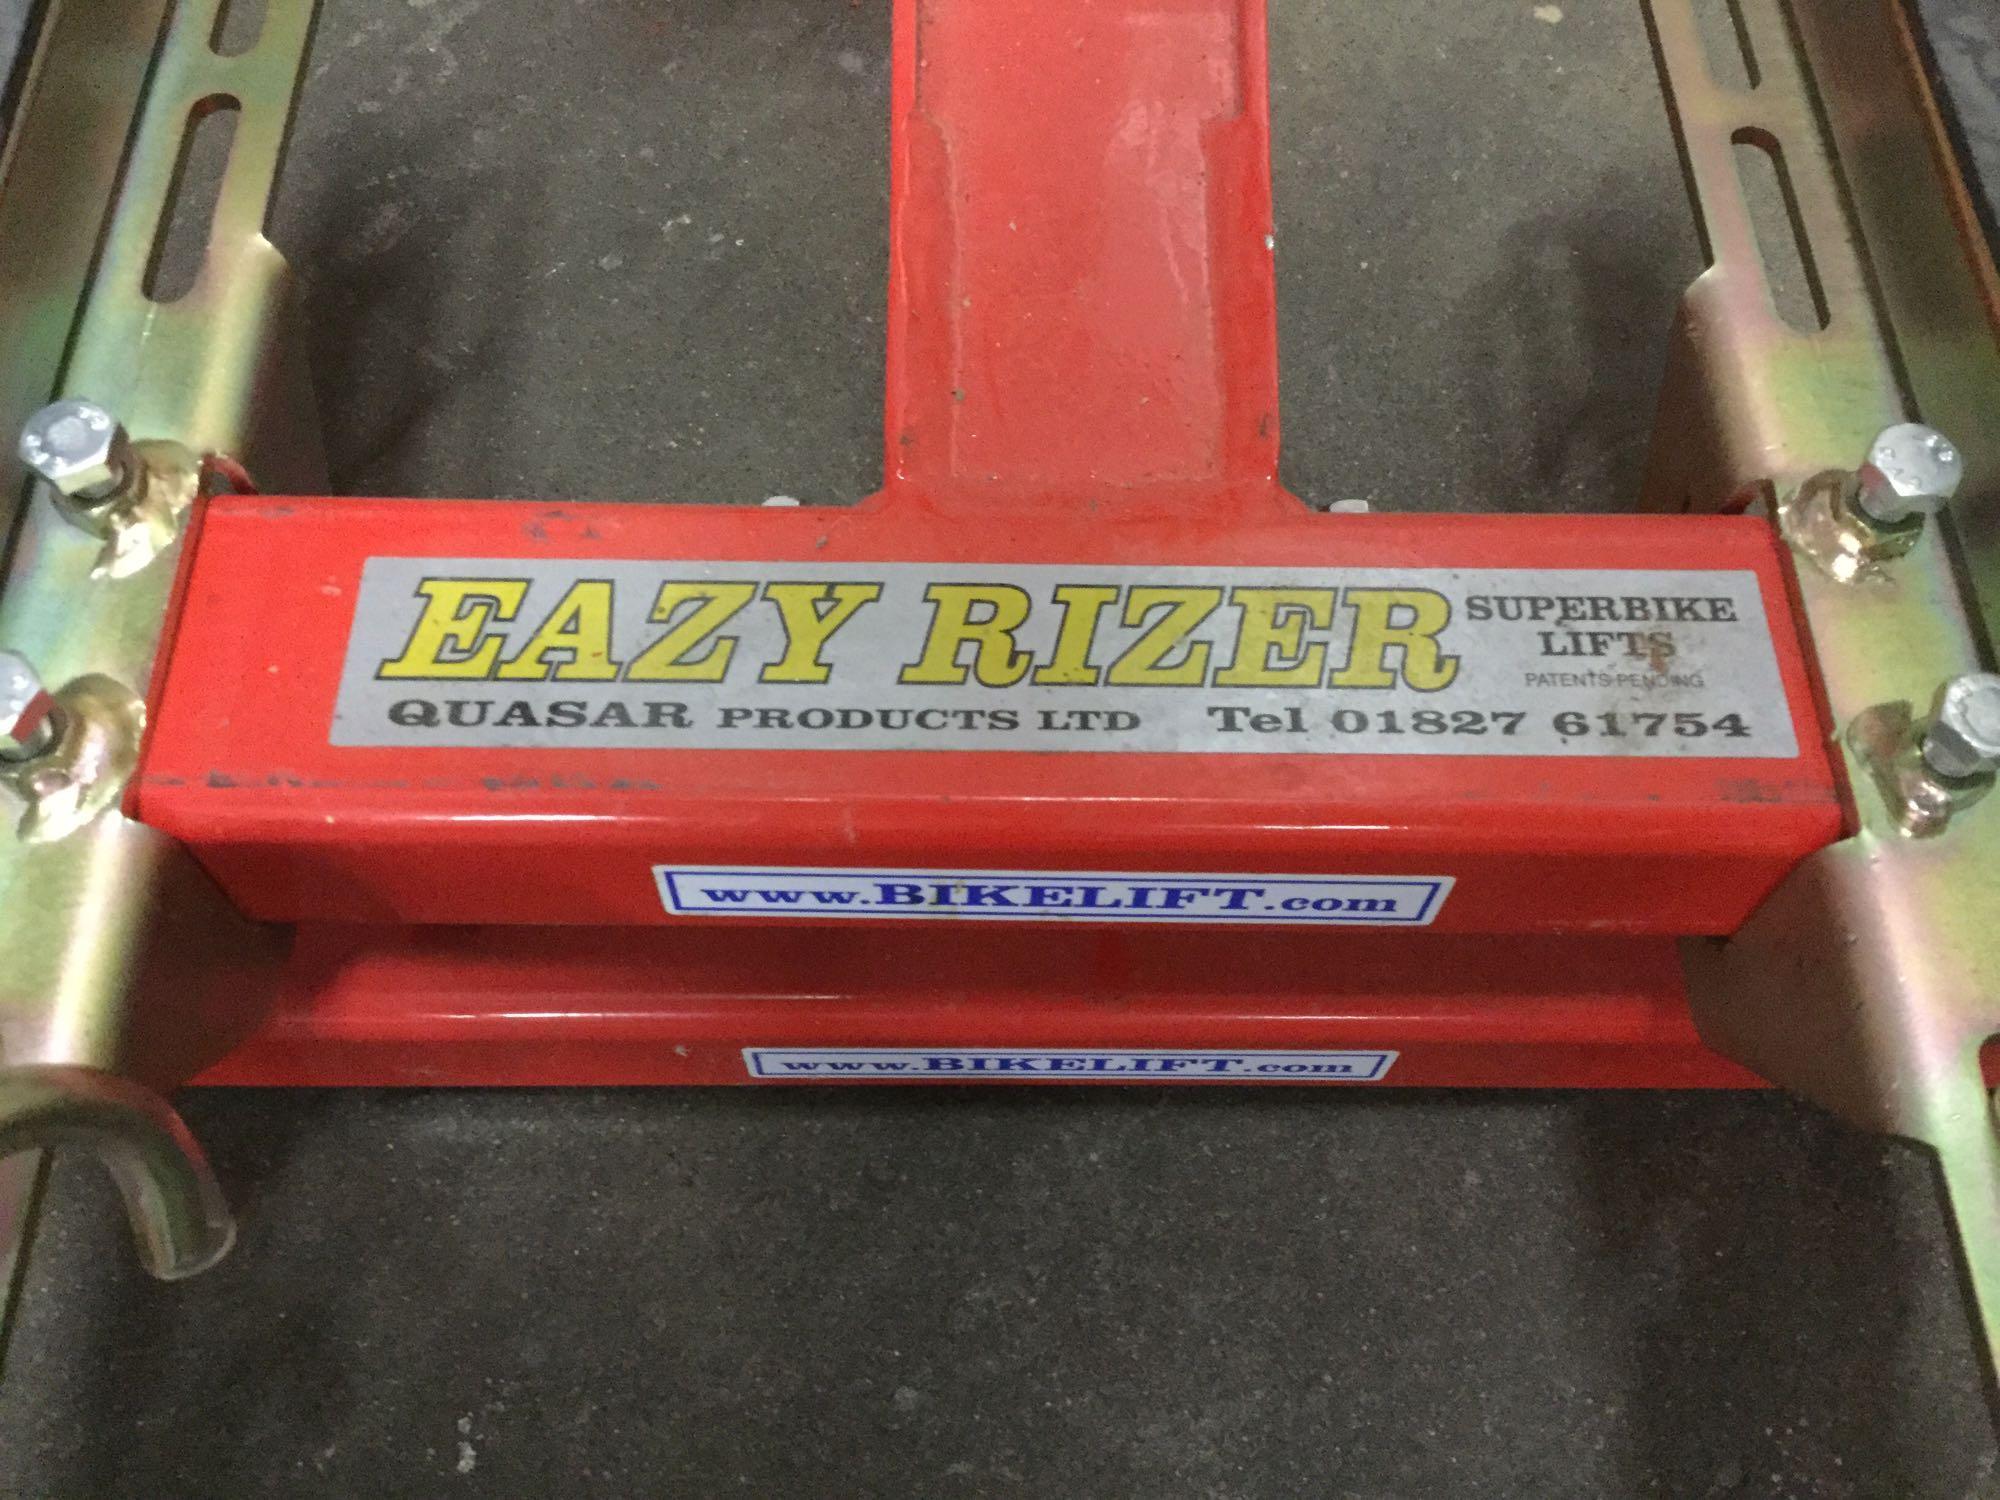 EAZY RIZER
SUPERBIKE
LIFTS
PATENTS PENDING
QUASAR PRODUCTS LTD Tel 01827 61754
www.BIKELIFT.com
www.BIKELIFT.com